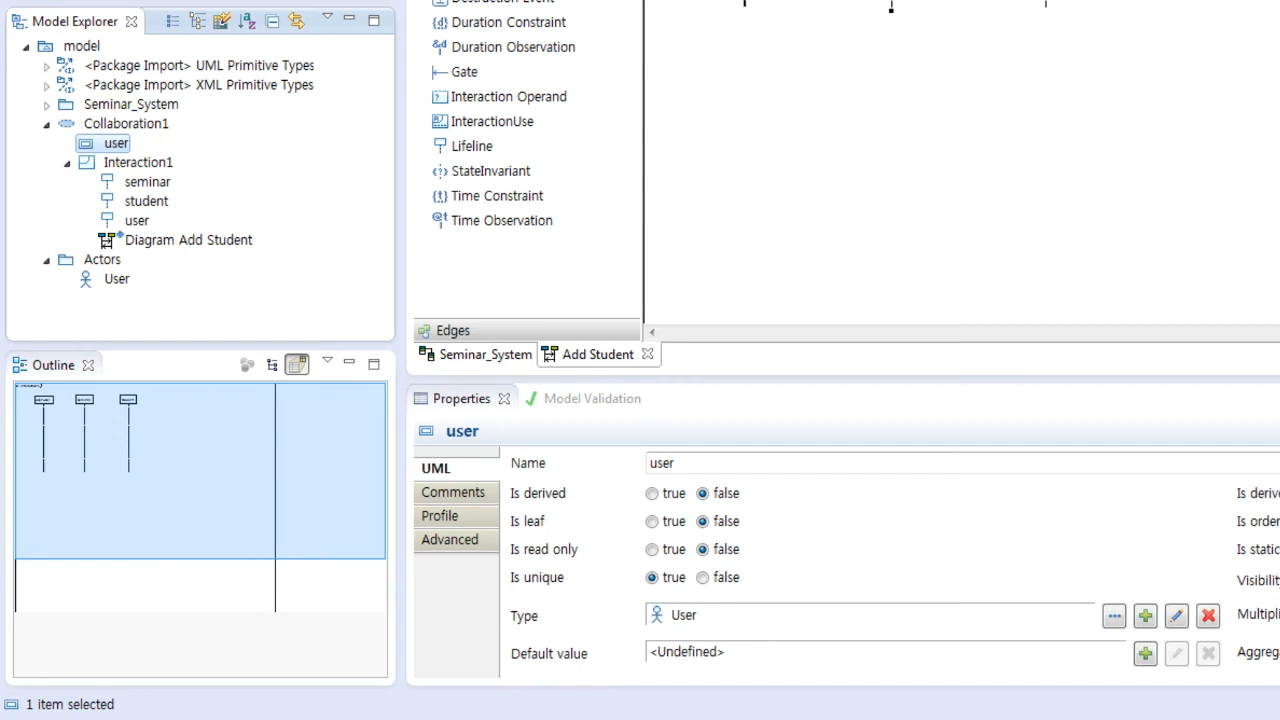 Model Explorer
model
<Package Import> UML Primitive Types
<Package Import> XML Primitive Types
Seminar_System
Collaboration1
user
Interaction1
seminar
student
user
Diagram Add Student
Actors
User
Outline
1 item selected
Duration Constraint
Duration Observation
Gate
Interaction Operand
InteractionUse
Lifeline
StateInvariant
Time Constraint
Time Observation
Edges
Seminar_System
Add Student
Properties
Model Validation
user
UML
Comments
Profile
Advanced
Name
user
Is derived
true
false
Is leaf
true
false
Is read only
true
false
Is unique
true
false
Type
User
Default value
<Undefined>